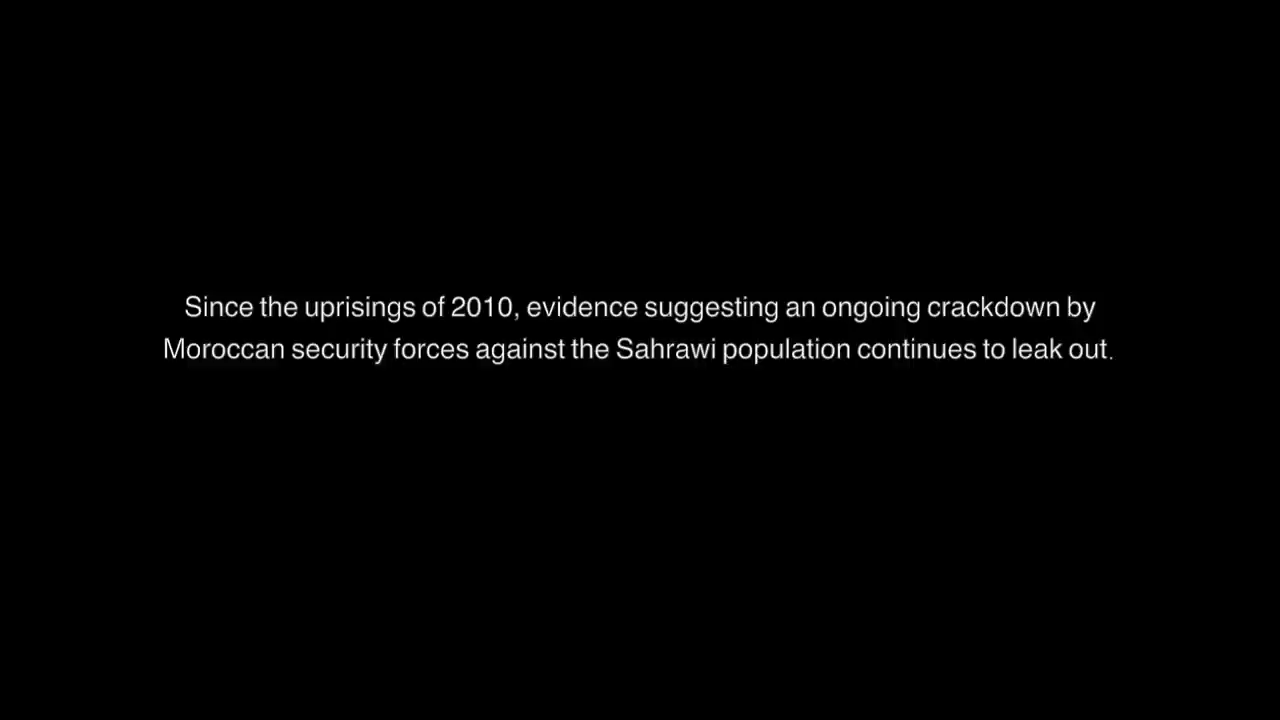 Since the uprisings of 2010, evidence suggesting an ongoing crackdown by
Moroccan security forces against the Sahrawi population continues to leak out.